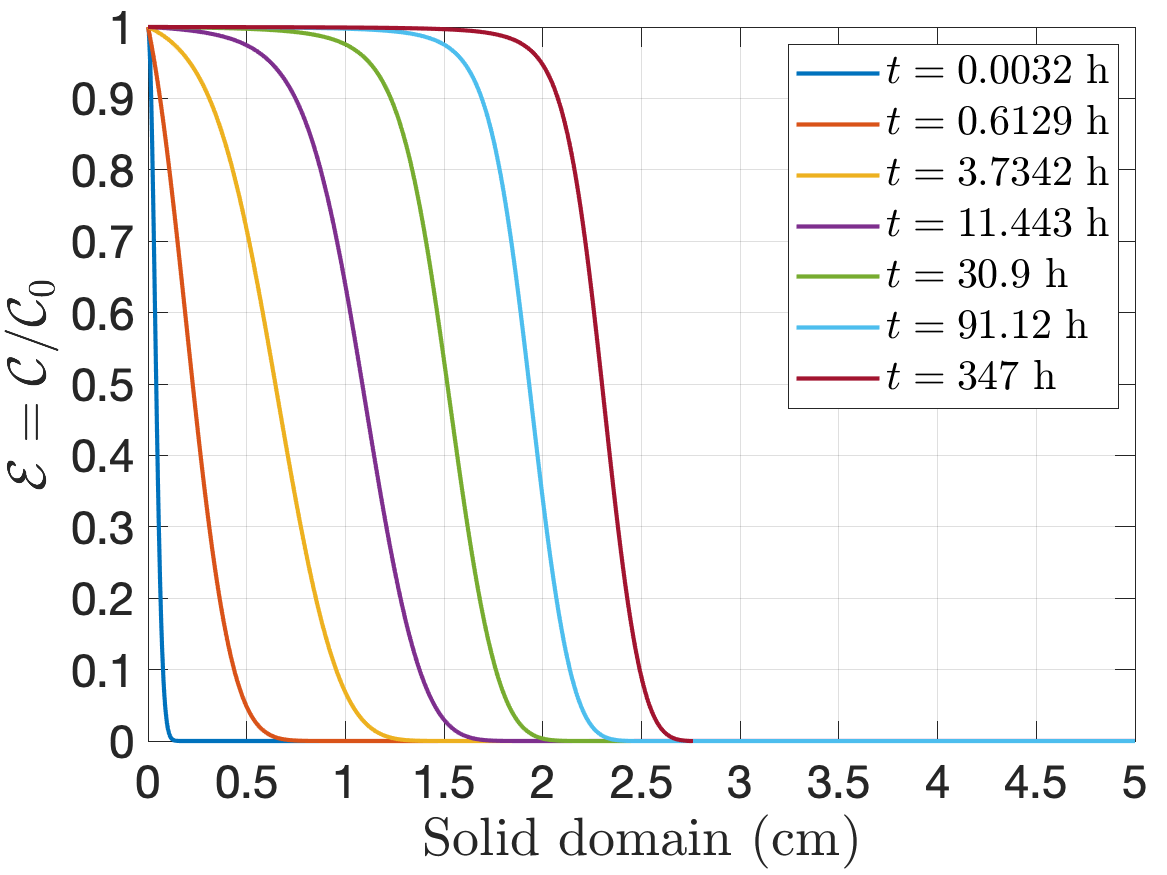 1
0.9
0.8
0.7
0.6
0.5
0.4
0.3
0.2
0.1
0
ℰ = 𝒞/𝒞₀
t = 0.0032 h
t = 0.6129 h
t = 3.7342 h
t = 11.443 h
t = 30.9 h
t = 91.12 h
t = 347 h
0 0.5 1 1.5 2 2.5 3 3.5 4 4.5 5
Solid domain (cm)